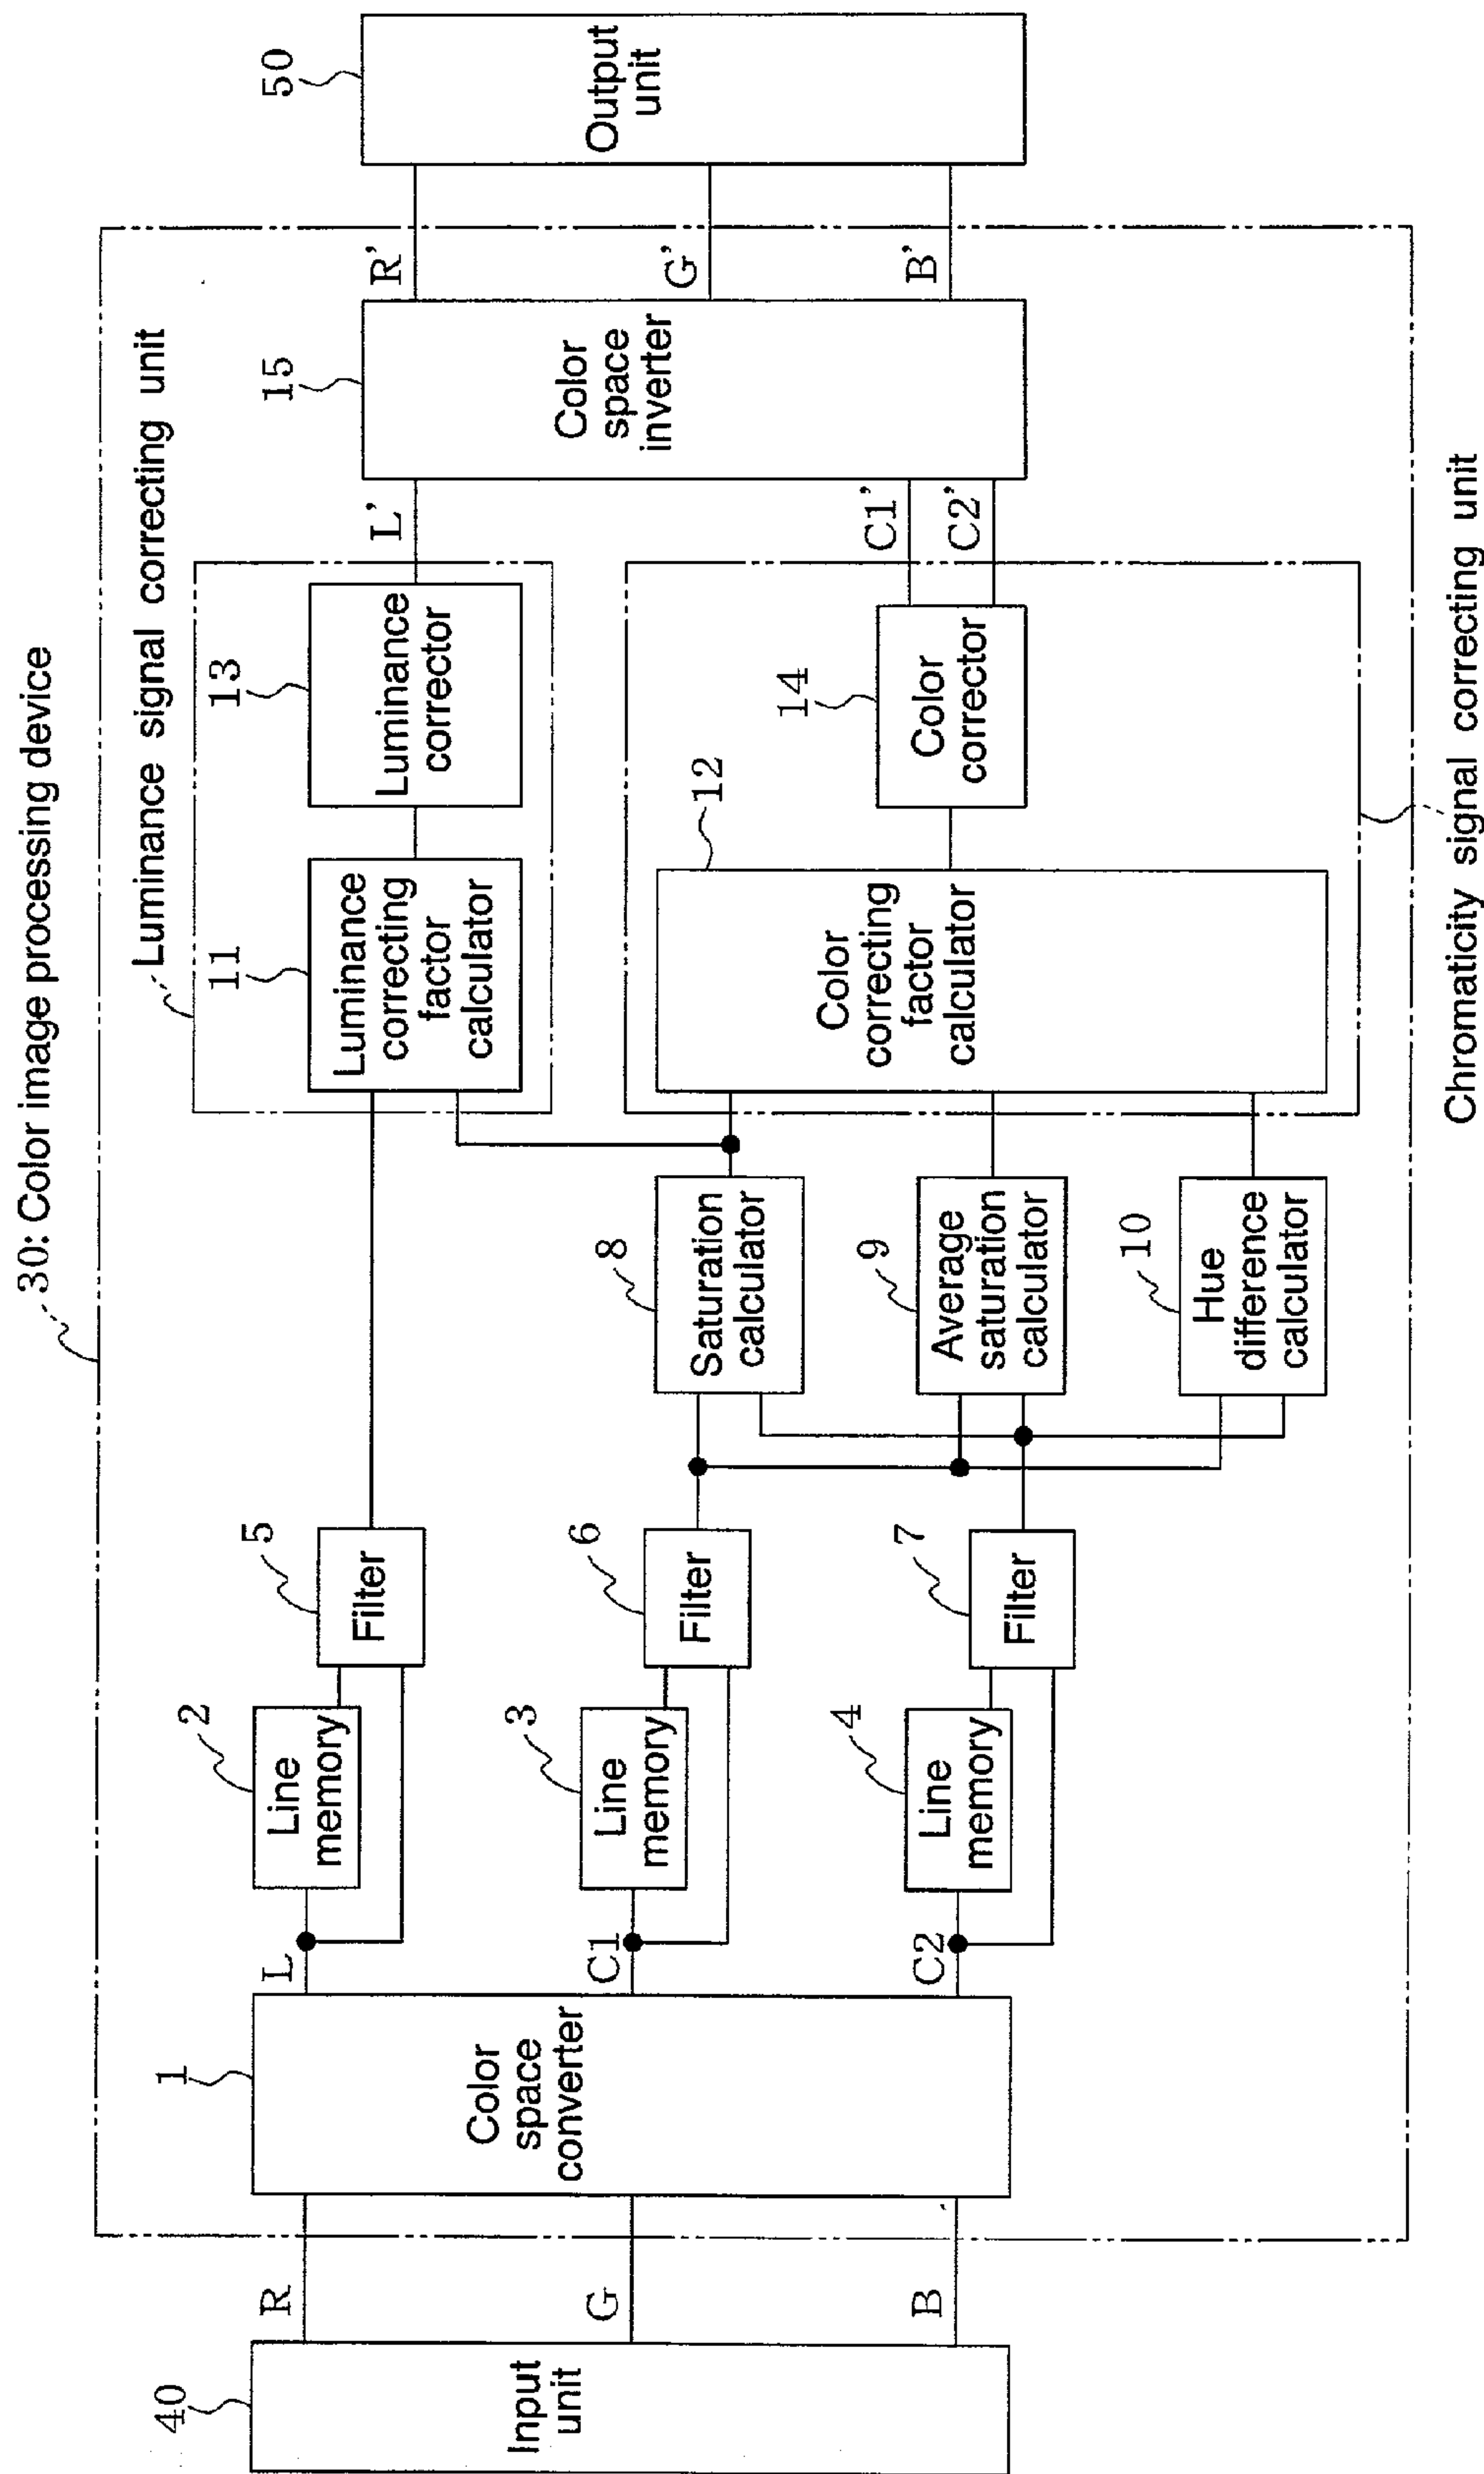 30: Color image processing device
Luminance signal correcting unit
40
Input
unit
R
G
B
1
Color
space
converter
L
C1
C2
2
Line
memory
3
Line
memory
4
Line
memory
5
Filter
6
Filter
7
Filter
8
Saturation
calculator
9
Average
saturation
calculator
10
Hue
difference
calculator
11
Luminance
correcting
factor
calculator
13
Luminance
corrector
12
Color
correcting
factor
calculator
14
Color
corrector
L'
C1'
C2'
15
Color
space
inverter
R'
G'
B'
50
Output
unit
Chromaticity signal correcting unit